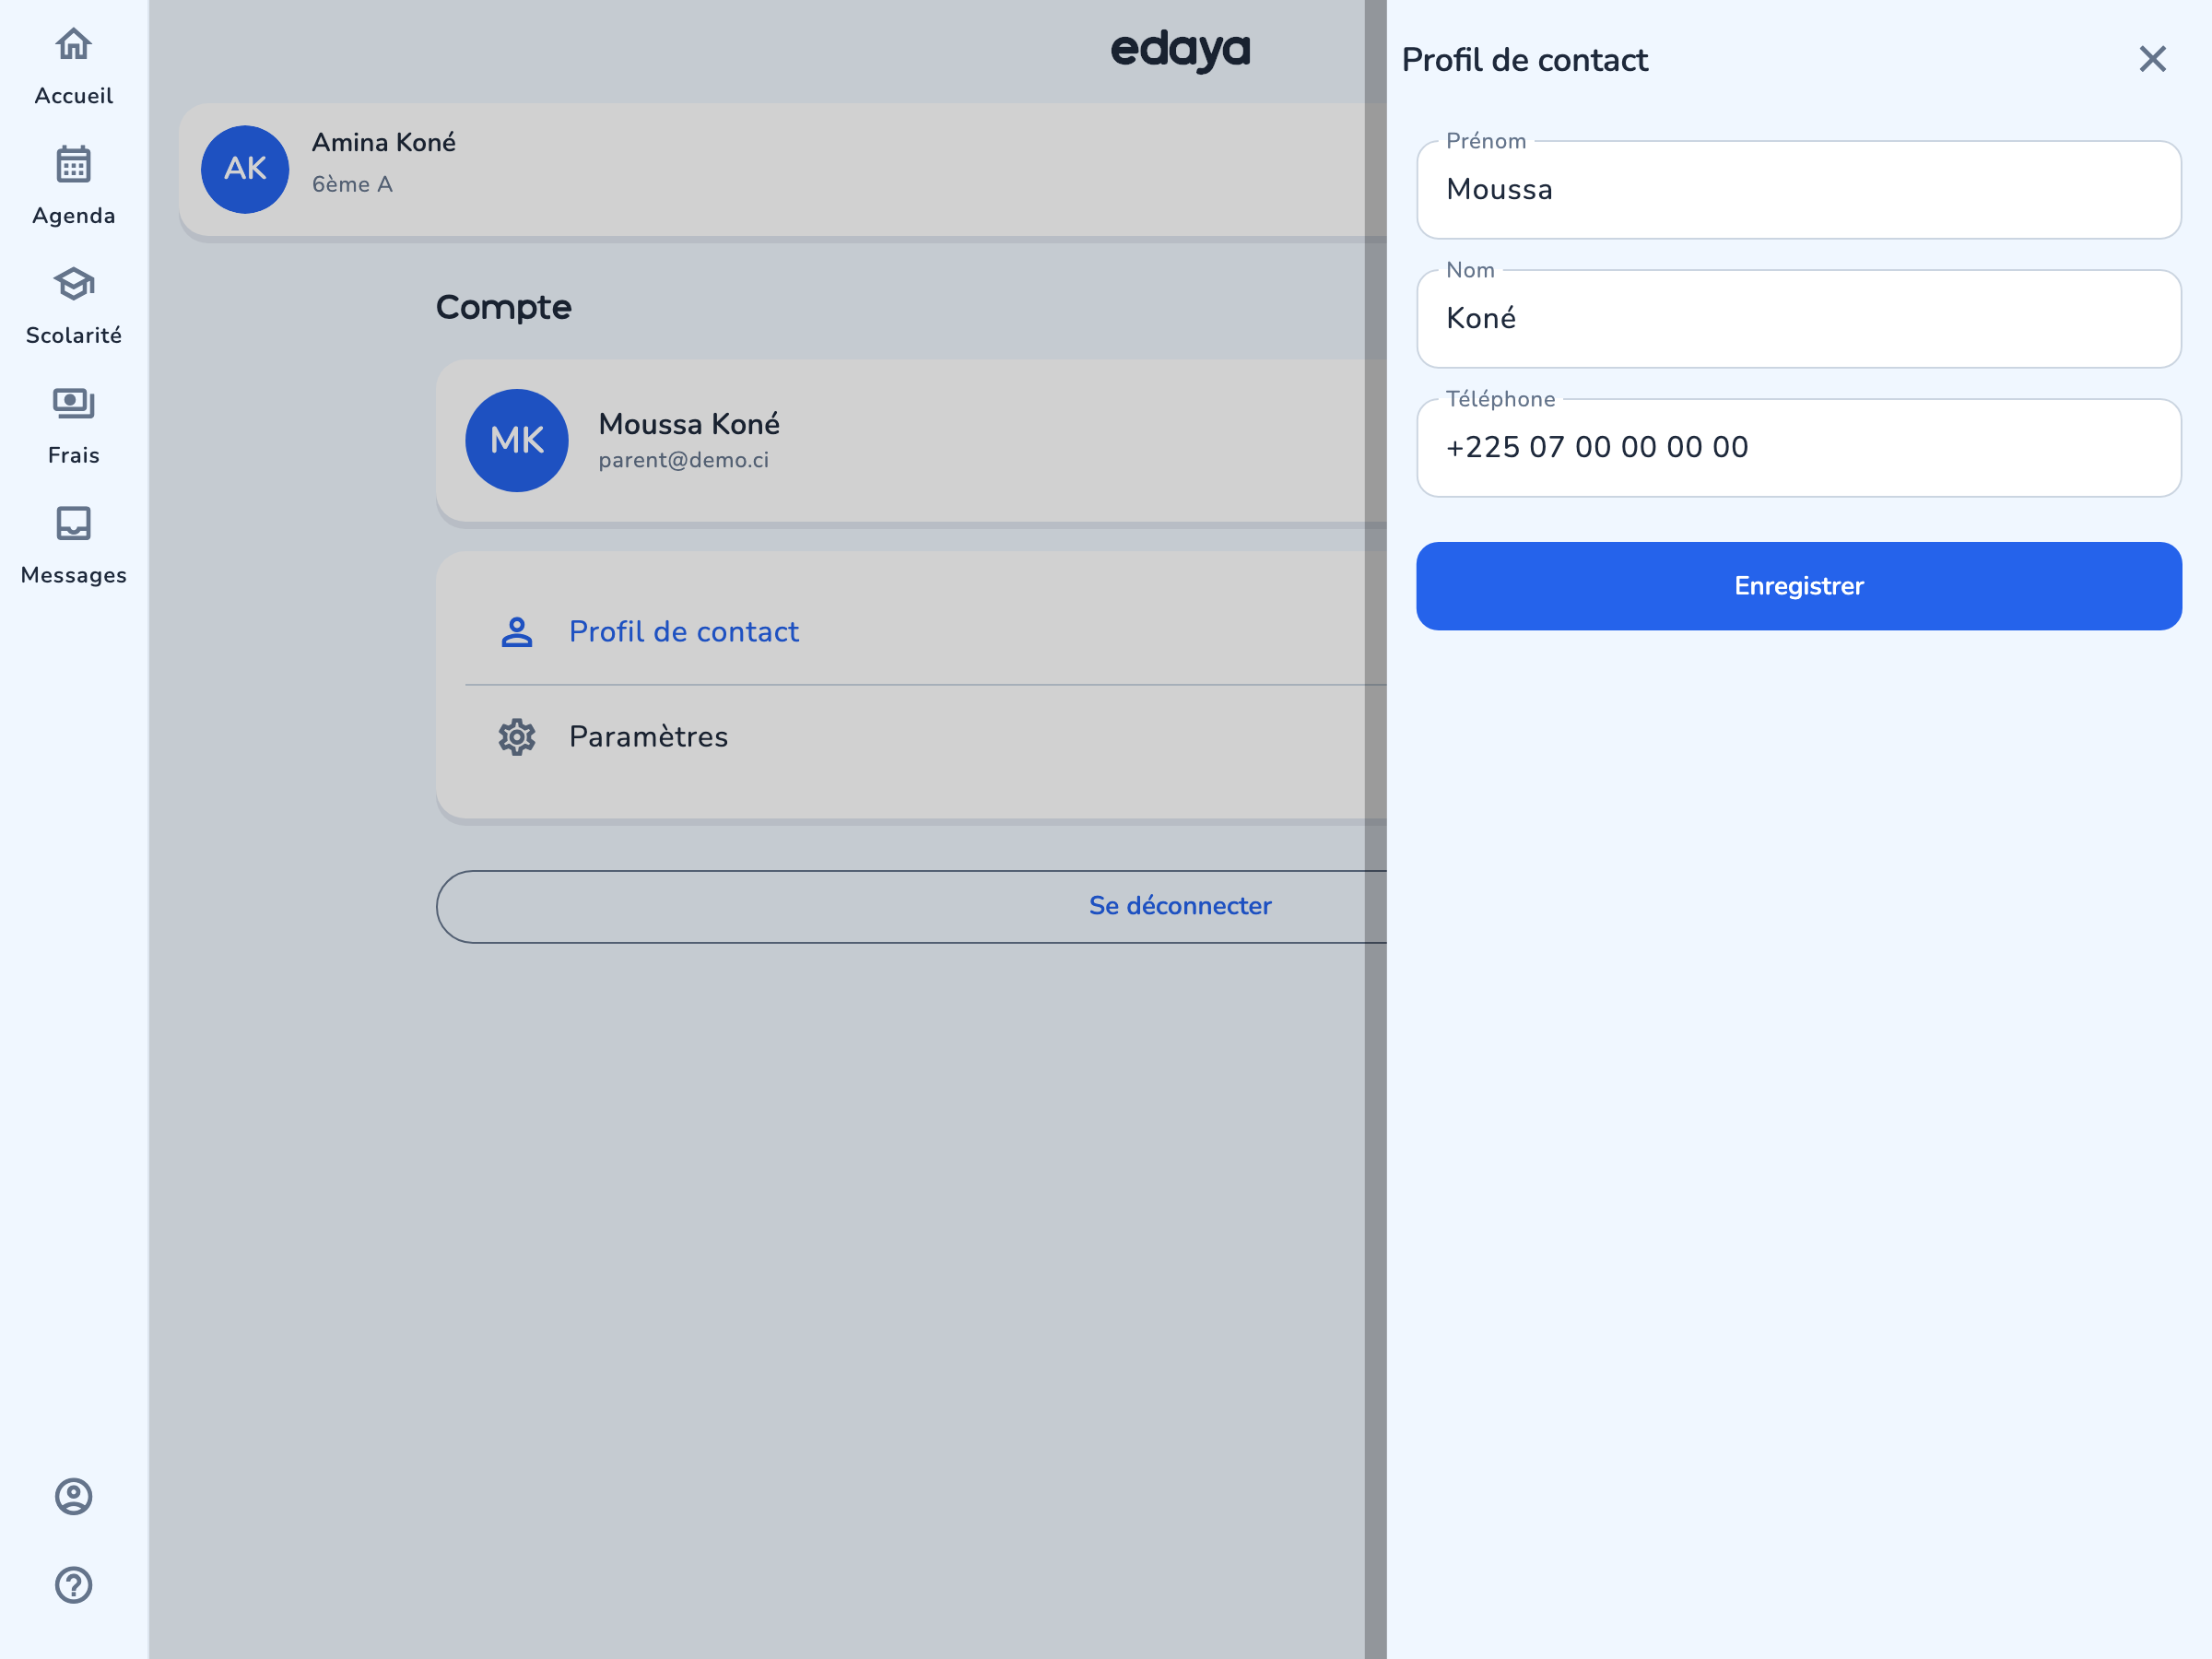 Accueil
Agenda
Scolarité
Frais
Messages
edaya
AK
Amina Koné
6ème A
Compte
MK
Moussa Koné
parent@demo.ci
Profil de contact
Paramètres
Se déconnecter
Profil de contact
Prénom
Moussa
Nom
Koné
Téléphone
+225 07 00 00 00 00
Enregistrer